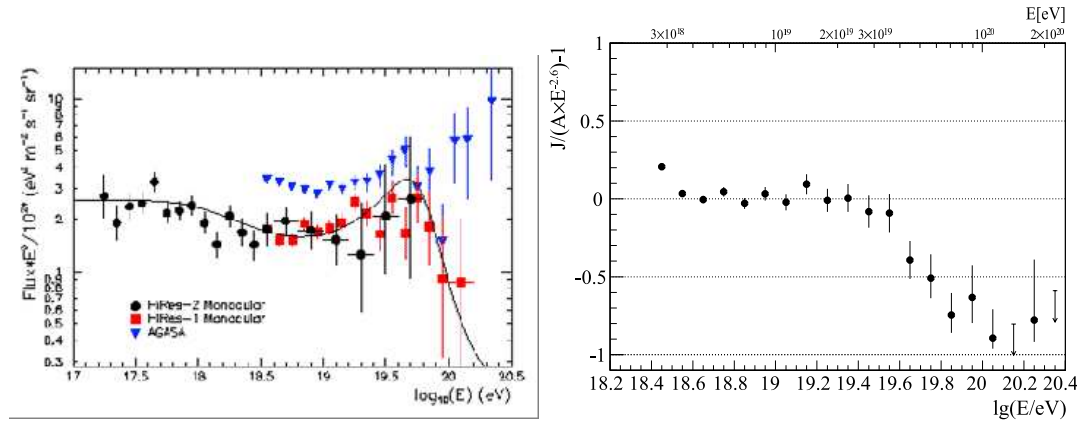 Flux*E³/10²⁴ (eV² m⁻² s⁻¹ sr⁻¹)
10
9
8
7
6
5
4
3
2
1
0.9
0.8
0.7
0.6
0.5
0.4
0.3
HiRes-2 Monocular
HiRes-1 Monocular
AGASA
17 17.5 18 18.5 19 19.5 20 20.5
log₁₀(E) (eV)
E[eV]
3×10¹⁸ 10¹⁹ 2×10¹⁹ 3×10¹⁹ 10²⁰ 2×10²⁰
J/(A×E⁻²·⁶)-1
1
0.5
0
-0.5
-1
18.2 18.4 18.6 18.8 19 19.2 19.4 19.6 19.8 20 20.2 20.4
lg(E/eV)